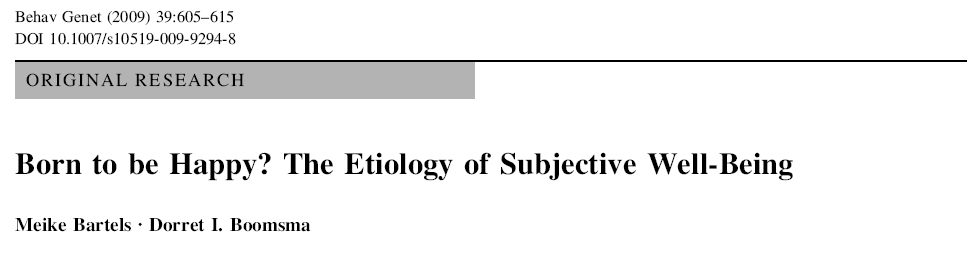 Behav Genet (2009) 39:605–615
DOI 10.1007/s10519-009-9294-8
ORIGINAL RESEARCH
Born to be Happy? The Etiology of Subjective Well-Being
Meike Bartels · Dorret I. Boomsma